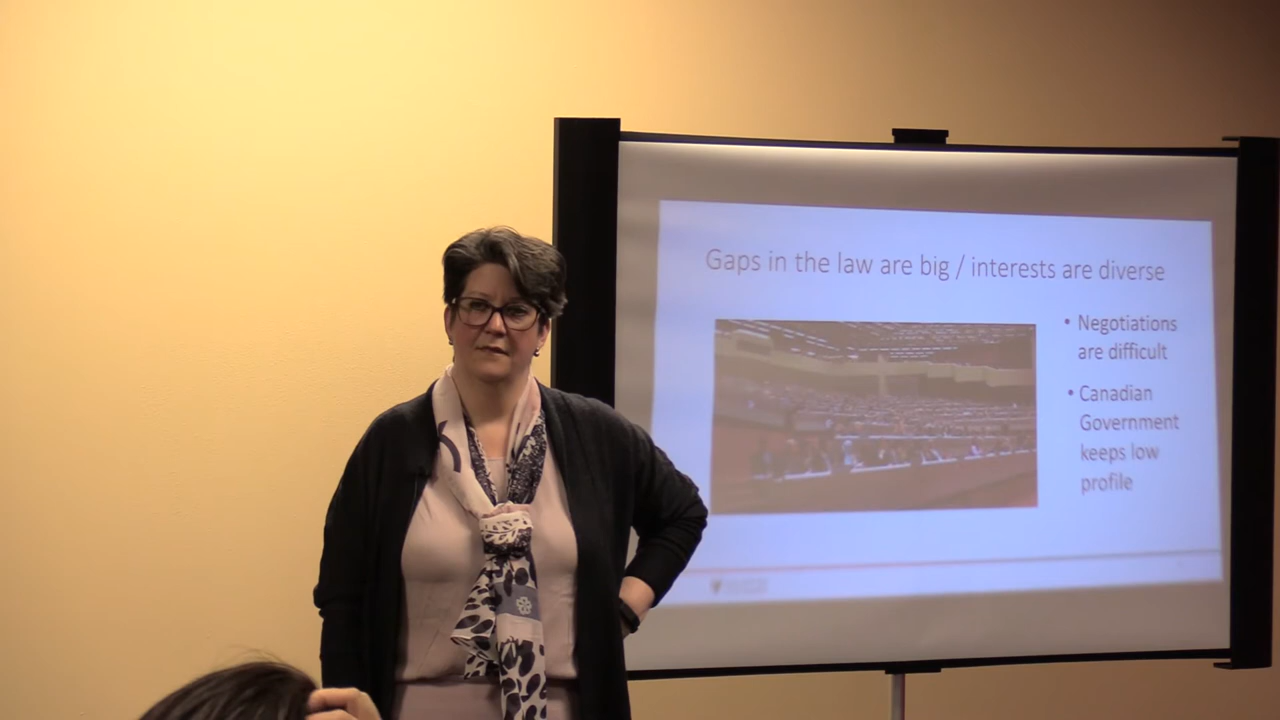 Gaps in the law are big / interests are diverse
• Negotiations
are difficult
• Canadian
Government
keeps low
profile